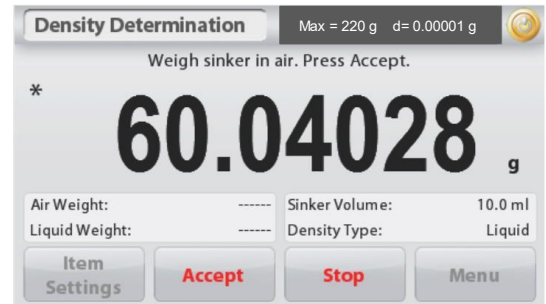 Density Determination Max = 220 g d= 0.00001 g
Weigh sinker in air. Press Accept.
*
60.04028 g
Air Weight: ------ Sinker Volume: 10.0 ml
Liquid Weight: ------ Density Type: Liquid
Item Settings Accept Stop Menu